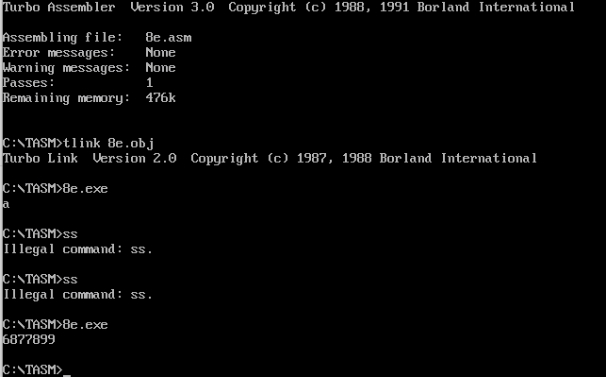 Turbo Assembler  Version 3.0  Copyright (c) 1988, 1991 Borland International
Assembling file:   8e.asm
Error messages:    None
Warning messages:  None
Passes:            1
Remaining memory:  476k
C:\TASM>tlink 8e.obj
Turbo Link  Version 2.0  Copyright (c) 1987, 1988 Borland International
C:\TASM>8e.exe
a
C:\TASM>ss
Illegal command: ss.
C:\TASM>ss
Illegal command: ss.
C:\TASM>8e.exe
6877899
C:\TASM>_